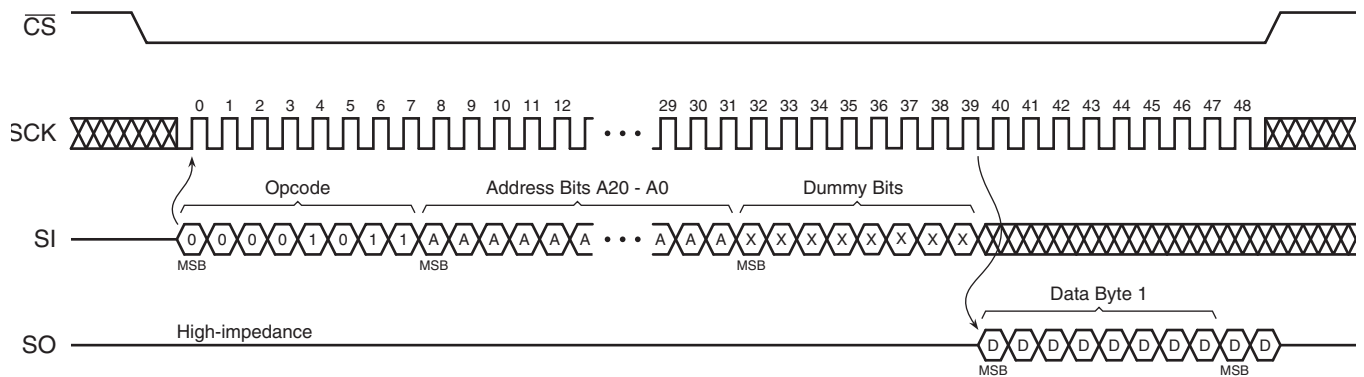 CS
0 1 2 3 4 5 6 7 8 9 10 11 12 29 30 31 32 33 34 35 36 37 38 39 40 41 42 43 44 45 46 47 48
SCK
Opcode Address Bits A20 - A0 Dummy Bits
SI 0 0 0 0 1 0 1 1 A A A A A A A A A X X X X X X X X
MSB MSB MSB
Data Byte 1
High-impedance
SO D D D D D D D D D D
MSB MSB